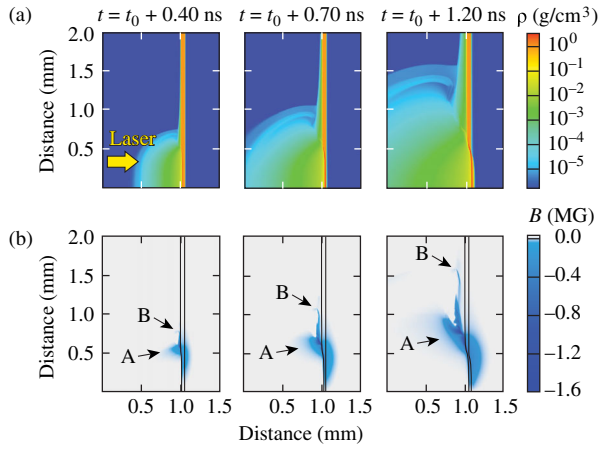 (a) t = t0 + 0.40 ns t = t0 + 0.70 ns t = t0 + 1.20 ns ρ (g/cm³)
Distance (mm)
2.0
1.5
1.0
0.5
Laser
10⁰
10⁻¹
10⁻²
10⁻³
10⁻⁴
10⁻⁵
(b)
Distance (mm)
2.0
1.5
1.0
0.5
B
A
B
A
B
A
B (MG)
0.0
–0.4
–0.8
–1.2
–1.6
0.5 1.0 1.5 0.5 1.0 1.5 0.5 1.0 1.5
Distance (mm)